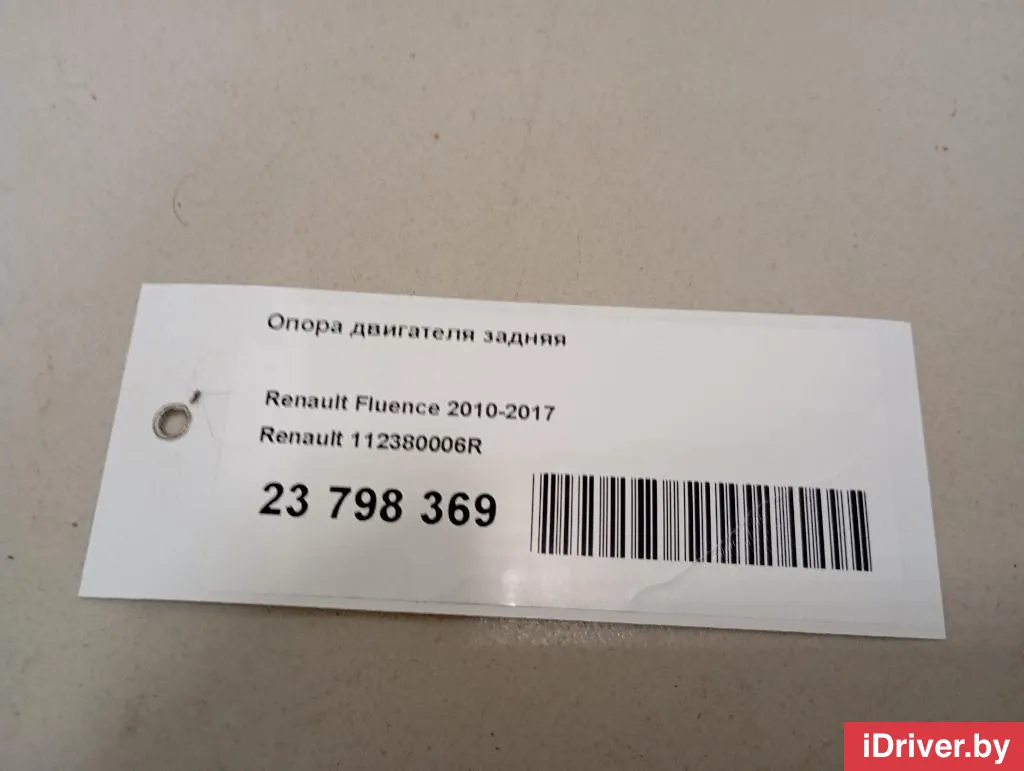 Опора двигателя задняя
Renault Fluence 2010-2017
Renault 112380006R
23 798 369
iDriver.by